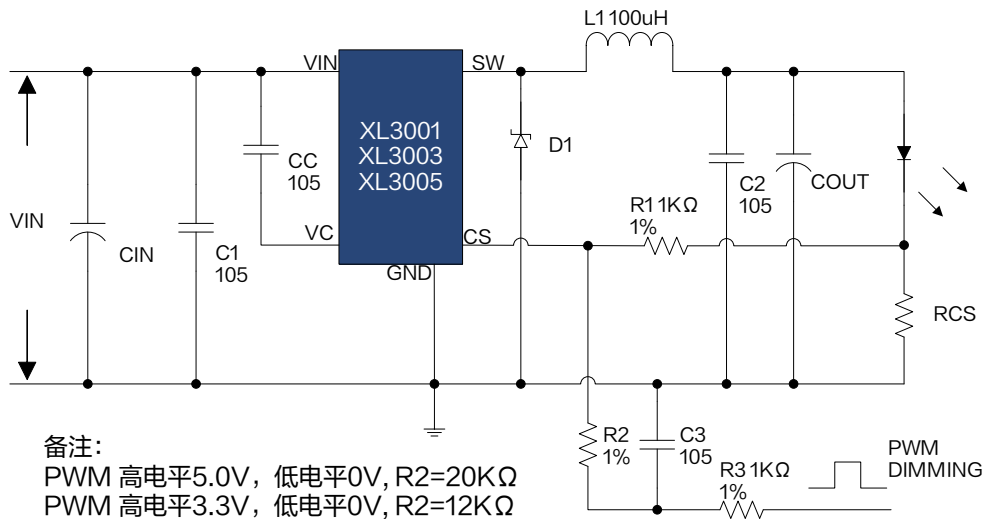 L1 100uH
VIN
SW
XL3001
XL3003
XL3005
D1
CC
105
C2
105
COUT
R1 1KΩ
1%
VIN
VC
CS
CIN
C1
105
GND
RCS
备注:
PWM 高电平5.0V，低电平0V, R2=20KΩ
PWM 高电平3.3V，低电平0V, R2=12KΩ
R2
1%
C3
105
R3 1KΩ
1%
PWM
DIMMING